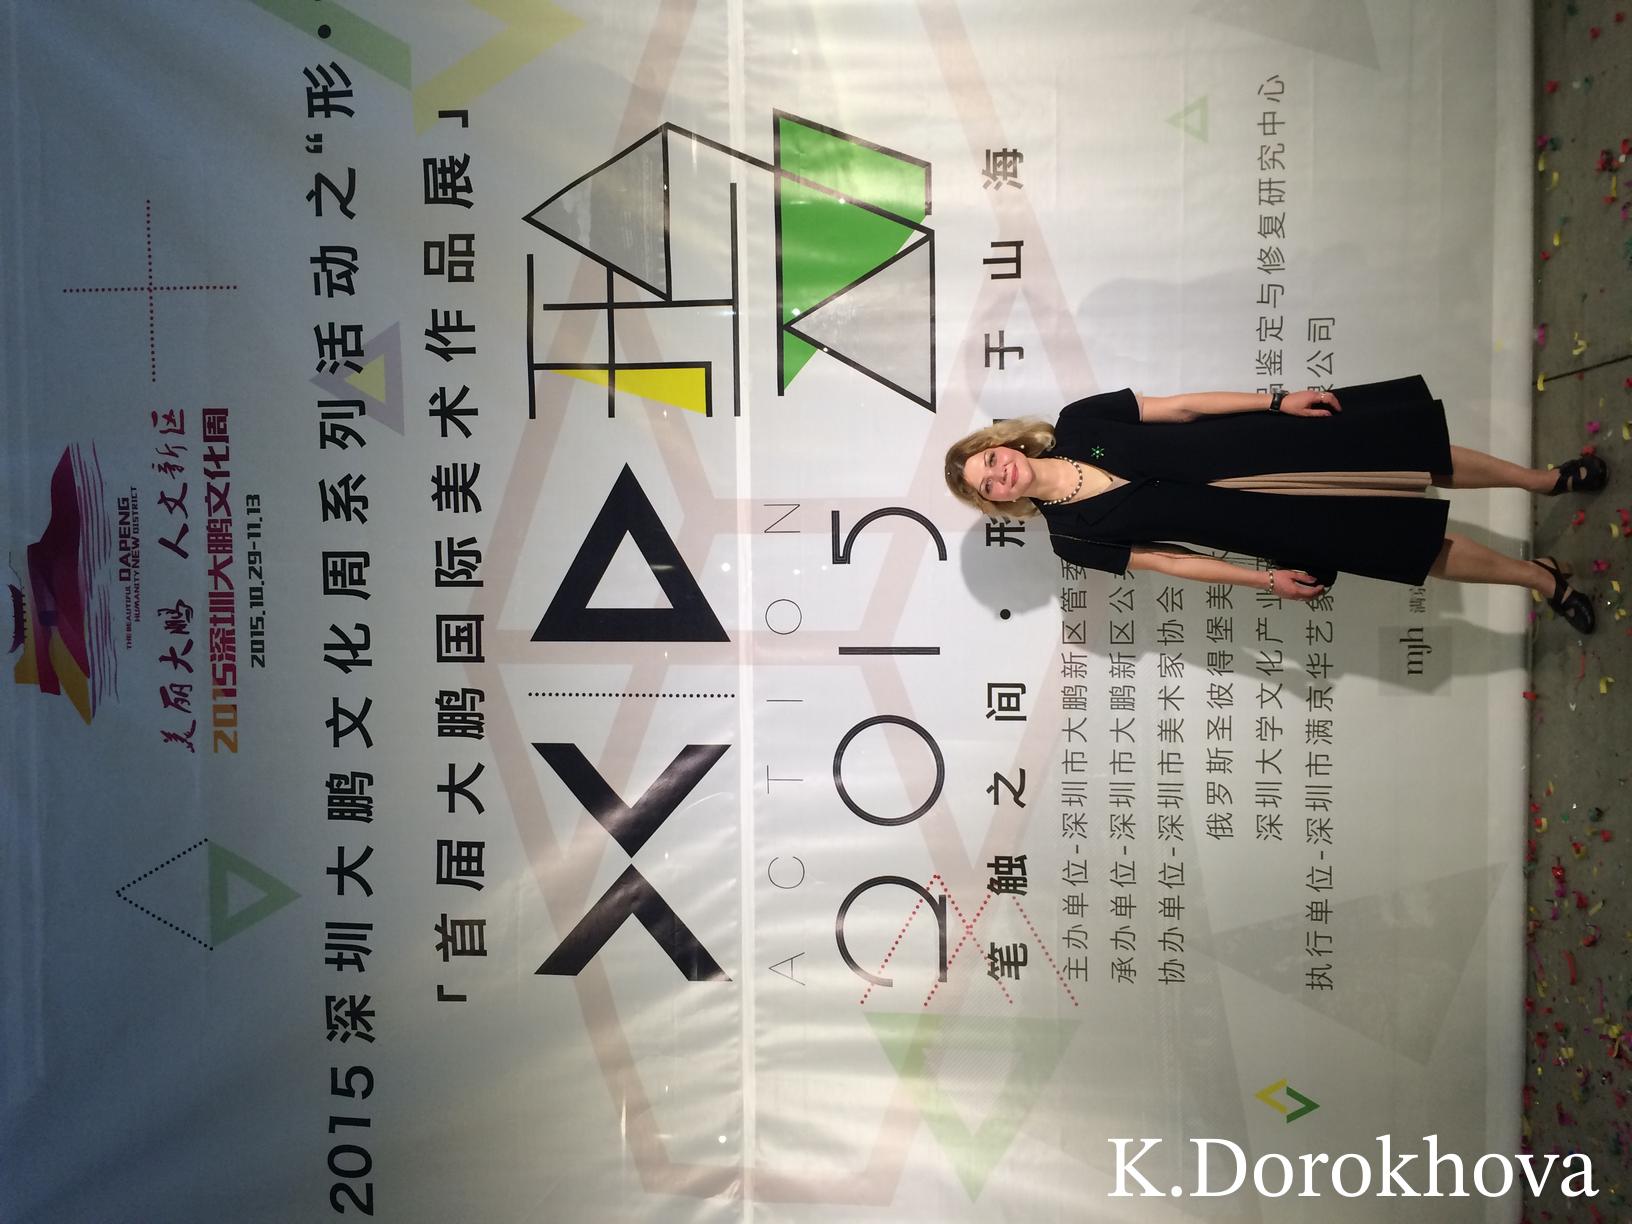 THE BEAUTIFUL DAPENG
HUMANITY NEW DISTRICT
美丽大鹏 人文新区
2015深圳大鹏文化周
2015.10.29-11.13
2015深圳大鹏文化周系列活动之“形·
「首届大鹏国际美术作品展」
ACTION
2015
笔触之间·形于山海
主办单位-深圳市大鹏新区管委
承办单位-深圳市大鹏新区公
协办单位-深圳市美术家协会
俄罗斯圣彼得堡美
深圳大学文化产业 品鉴定与修复研究中心
执行单位-深圳市满京华艺象 限公司
mjh 满京
K.Dorokhova